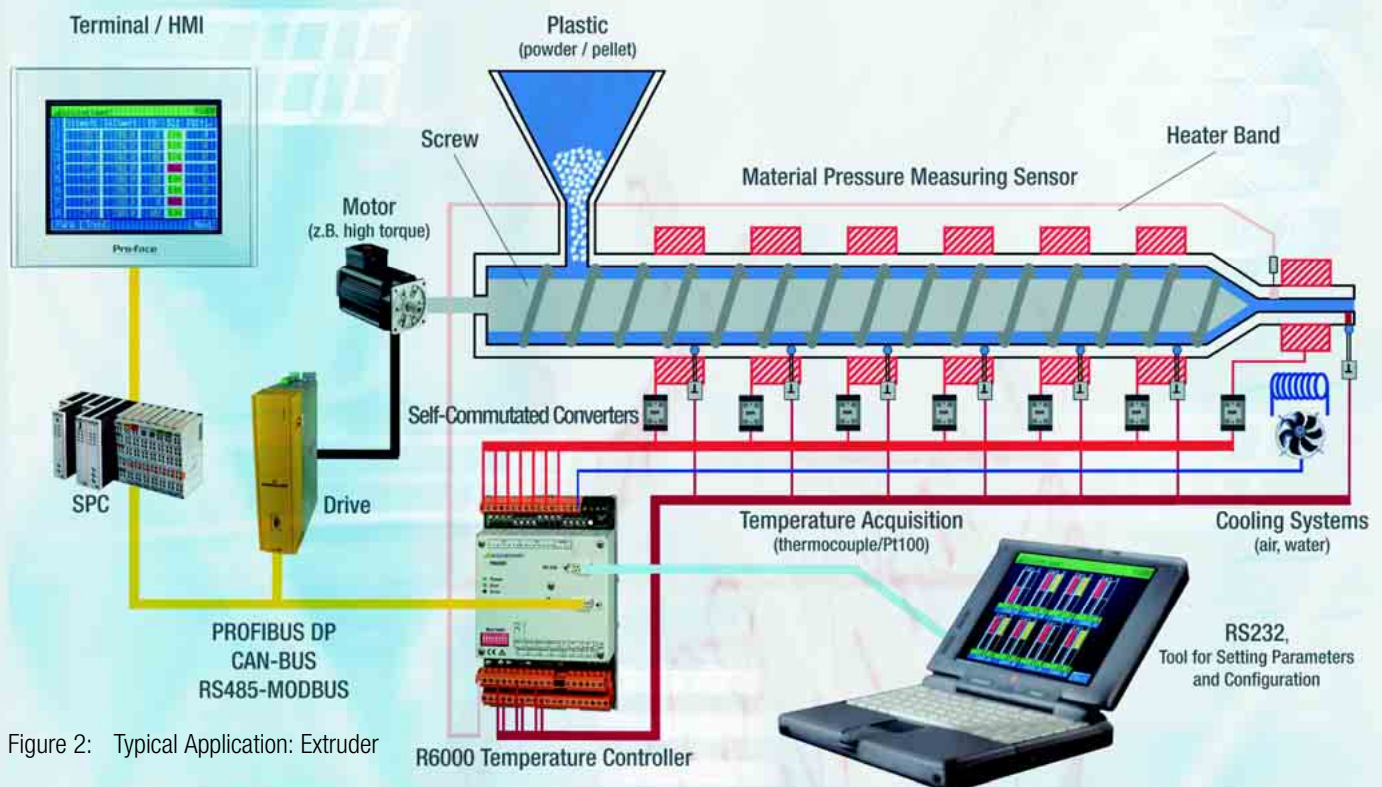 Terminal / HMI
Plastic
(powder / pellet)
Screw
Heater Band
Material Pressure Measuring Sensor
Motor
(z.B. high torque)
Pro-face
Self-Commutated Converters
SPC
Drive
Temperature Acquisition
(thermocouple/Pt100)
Cooling Systems
(air, water)
PROFIBUS DP
CAN-BUS
RS485-MODBUS
RS232,
Tool for Setting Parameters
and Configuration
Figure 2: Typical Application: Extruder
R6000 Temperature Controller